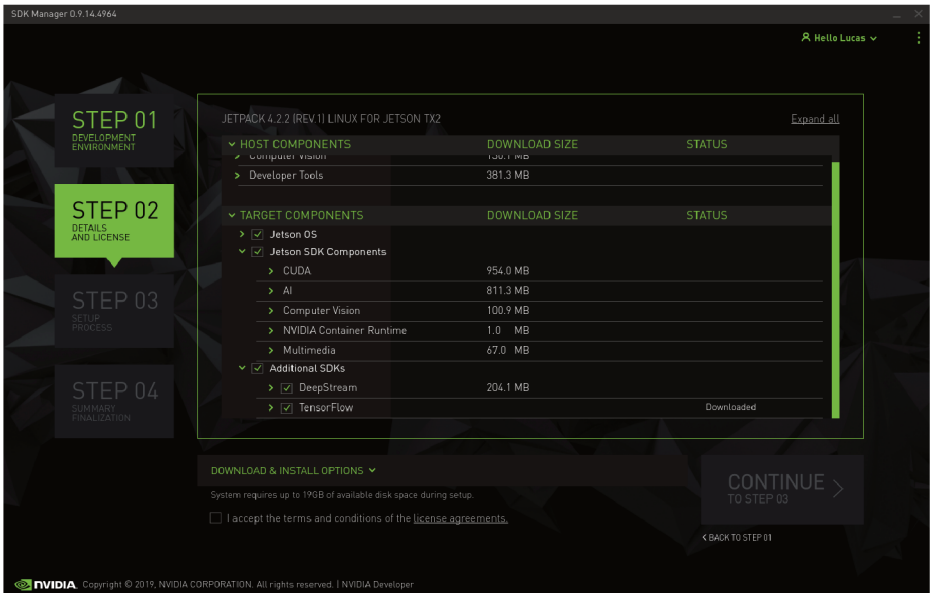 SDK Manager 0.9.14.4964
Hello Lucas
STEP 01
DEVELOPMENT
ENVIRONMENT
STEP 02
DETAILS
AND LICENSE
STEP 03
SETUP
PROCESS
STEP 04
SUMMARY
FINALIZATION
JETPACK 4.2.2 (REV.1) LINUX FOR JETSON TX2 Expand all
HOST COMPONENTS DOWNLOAD SIZE STATUS
Computer Vision 150.1 MB
Developer Tools 381.3 MB
TARGET COMPONENTS DOWNLOAD SIZE STATUS
Jetson OS
Jetson SDK Components
CUDA 954.0 MB
AI 811.3 MB
Computer Vision 100.9 MB
NVIDIA Container Runtime 1.0 MB
Multimedia 67.0 MB
Additional SDKs
DeepStream 204.1 MB
TensorFlow Downloaded
DOWNLOAD & INSTALL OPTIONS
System requires up to 19GB of available disk space during setup.
I accept the terms and conditions of the license agreements.
CONTINUE
TO STEP 03
BACK TO STEP 01
NVIDIA. Copyright © 2019, NVIDIA CORPORATION. All rights reserved. | NVIDIA Developer